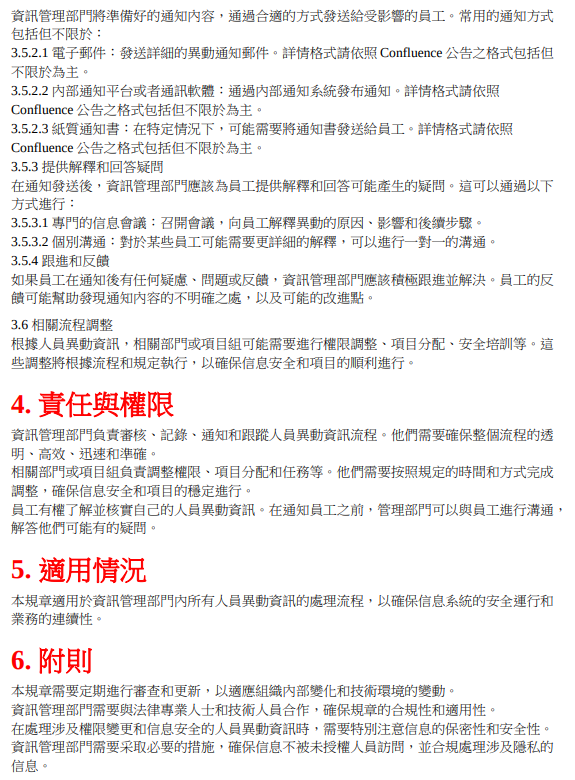 資訊管理部門將準備好的通知內容，通過合適的方式發送給受影響的員工。常用的通知方式
包括但不限於：
3.5.2.1 電子郵件：發送詳細的異動通知郵件。詳情格式請依照 Confluence 公告之格式包括但
不限於為主。
3.5.2.2 內部通知平台或者通訊軟體：通過內部通知系統發布通知。詳情格式請依照
Confluence 公告之格式包括但不限於為主。
3.5.2.3 紙質通知書：在特定情況下，可能需要將通知書發送給員工。詳情格式請依照
Confluence 公告之格式包括但不限於為主。
3.5.3 提供解釋和回答疑問
在通知發送後，資訊管理部門應該為員工提供解釋和回答可能產生的疑問。這可以通過以下
方式進行：
3.5.3.1 專門的信息會議：召開會議，向員工解釋異動的原因、影響和後續步驟。
3.5.3.2 個別溝通：對於某些員工可能需要更詳細的解釋，可以進行一對一的溝通。
3.5.4 跟進和反饋
如果員工在通知後有任何疑慮、問題或反饋，資訊管理部門應該積極跟進並解決。員工的反
饋可能幫助發現通知內容的不明確之處，以及可能的改進點。
3.6 相關流程調整
根據人員異動資訊，相關部門或項目組可能需要進行權限調整、項目分配、安全培訓等。這
些調整將根據流程和規定執行，以確保信息安全和項目的順利進行。
4. 責任與權限
資訊管理部門負責審核、記錄、通知和跟蹤人員異動資訊流程。他們需要確保整個流程的透
明、高效、迅速和準確。
相關部門或項目組負責調整權限、項目分配和任務等。他們需要按照規定的時間和方式完成
調整，確保信息安全和項目的穩定進行。
員工有權了解並核實自己的人員異動資訊。在通知員工之前，管理部門可以與員工進行溝通，
解答他們可能有的疑問。
5. 適用情況
本規章適用於資訊管理部門內所有人員異動資訊的處理流程，以確保信息系統的安全運行和
業務的連續性。
6. 附則
本規章需要定期進行審查和更新，以適應組織內部變化和技術環境的變動。
資訊管理部門需要與法律專業人士和技術人員合作，確保規章的合規性和適用性。
在處理涉及權限變更和信息安全的人員異動資訊時，需要特別注意信息的保密性和安全性。
資訊管理部門需要采取必要的措施，確保信息不被未授權人員訪問，並合規處理涉及隱私的
信息。